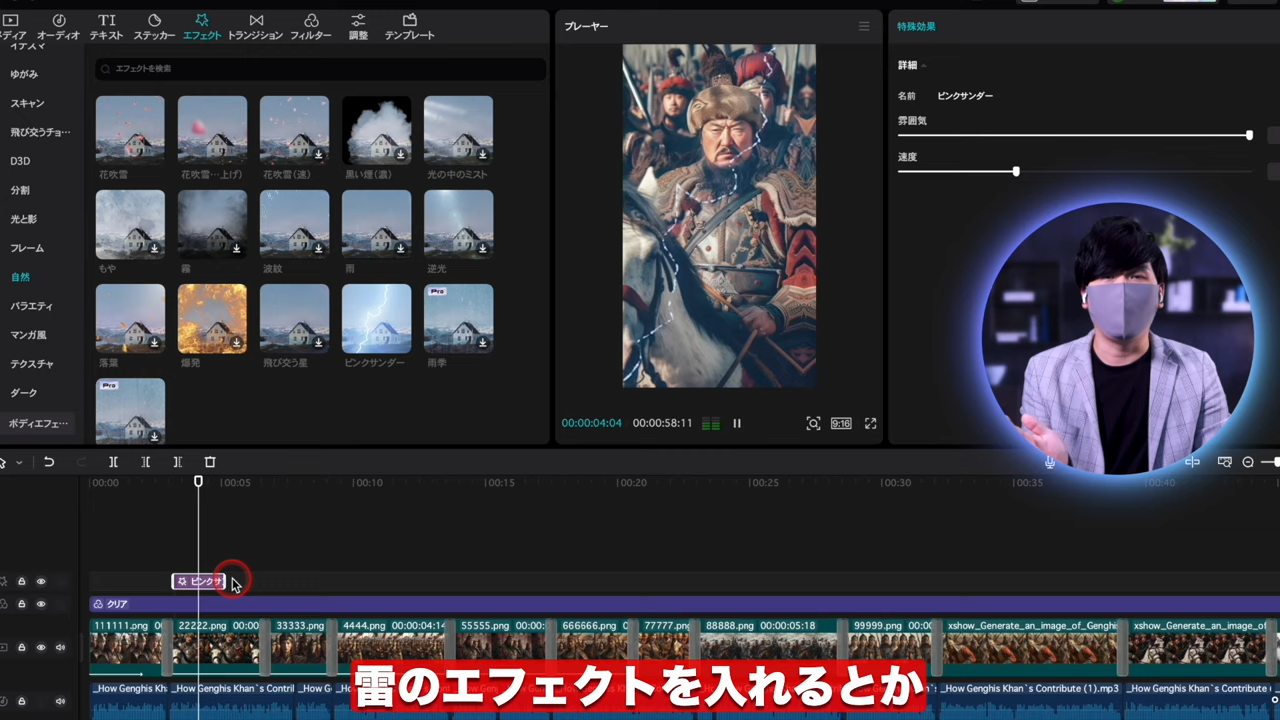 メディア オーディオ テキスト ステッカー エフェクト トランジション フィルター 調整 テンプレート
プレーヤー
特殊効果
ゆがみ
スキャン
飛び交うチョ…
D3D
分割
光と影
フレーム
自然
バラエティ
マンガ風
テクスチャ
ダーク
ボディエフェ…
エフェクトを検索
花吹雪 花吹…上げ) 花吹雪(速) 黒い煙(濃) 光の中のミスト
もや 霧 波紋 雨 逆光
Pro
落葉 爆発 飛び交う星 ピンクサンダー 雨季
Pro
詳細
名前 ピンクサンダー
雰囲気
速度
00:00:04:04 00:00:58:11
9:16
00:00 00:05 00:10 00:15 00:20 00:25 00:30 00:35 00:40
ピンクサ
クリア
111111.png 22222.png 00:00 33333.png 4444.png 00:00:04:14 55555.png 00:00: 666666.png 00 77777.png 88888.png 00:00:05:18 99999.png 00:0 xshow_Generate_an_image_of_Genghis xshow_Generate_an_image_of
_How Genghis Khan _How Genghis Khan`s Contril _How G _How Genghis Khan`s Contribute (1).mp3 _How Genghis Khan`s Contribute
雷のエフェクトを入れるとか